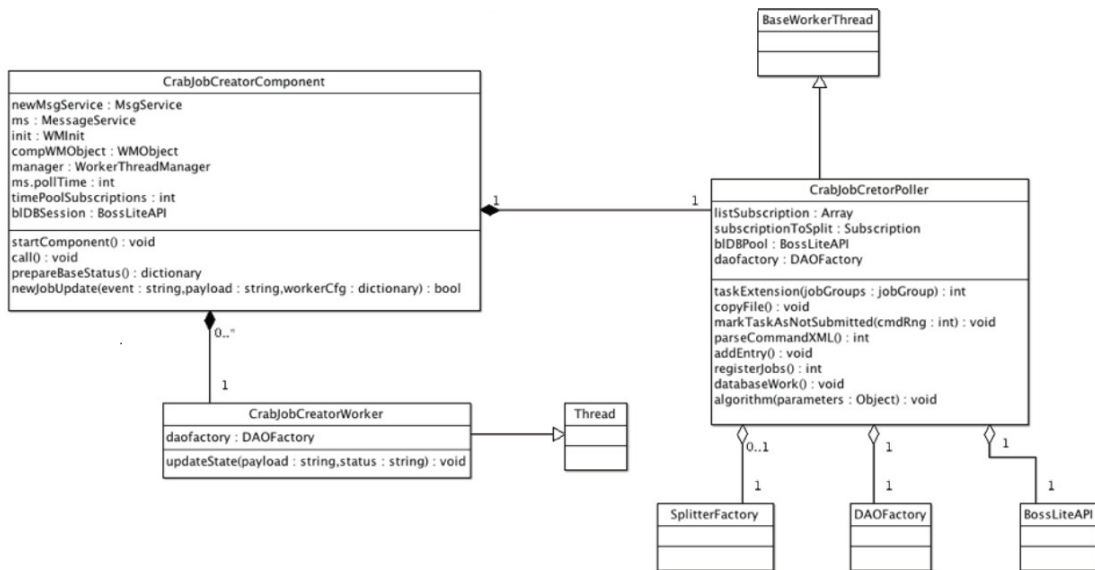 BaseWorkerThread
CrabJobCreatorComponent
newMsgService : MsgService
ms : MessageService
init : WMInit
compWMObject : WMObject
manager : WorkerThreadManager
ms.pollTime : int
timePoolSubscriptions : int
blDBSession : BossLiteAPI
startComponent() : void
call() : void
prepareBaseStatus() : dictionary
newJobUpdate(event : string,payload : string,workerCfg : dictionary) : bool
1
1
CrabJobCretorPoller
listSubscription : Array
subscriptionToSplit : Subscription
blDBPool : BossLiteAPI
daofactory : DAOFactory
taskExtension(jobGroups : jobGroup) : int
copyFile() : void
markTaskAsNotSubmitted(cmdRng : int) : void
parseCommandXML() : int
addEntry() : void
registerJobs() : int
databaseWork() : void
algorithm(parameters : Object) : void
0..*
1
CrabJobCreatorWorker
daofactory : DAOFactory
updateState(payload : string,status : string) : void
Thread
0..1
1
1
1
1
1
SplitterFactory
DAOFactory
BossLiteAPI